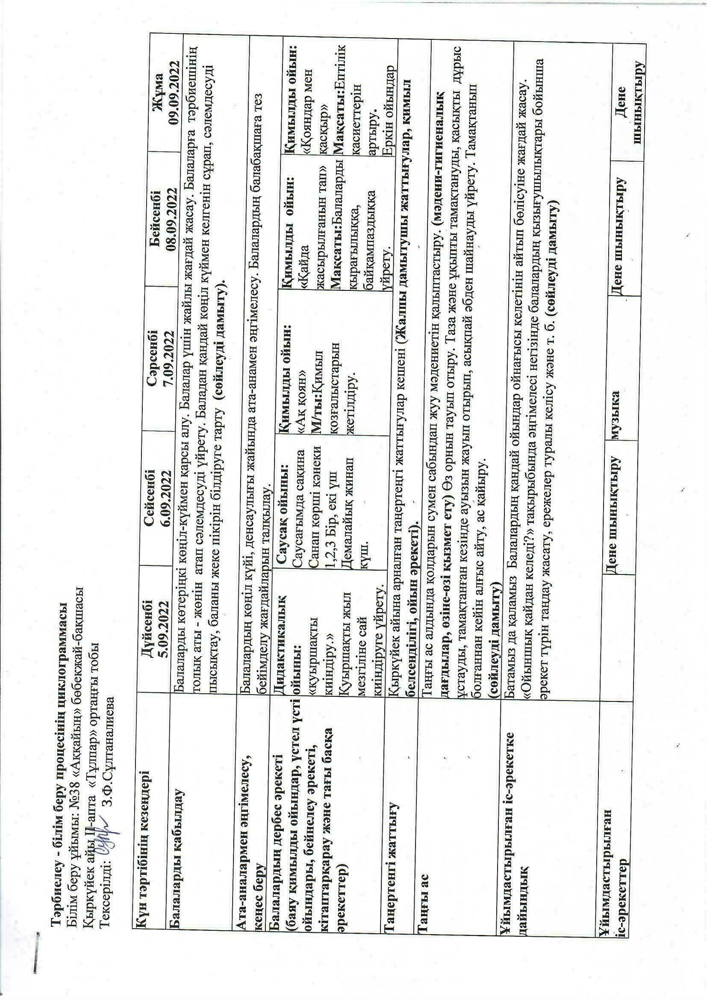 Тәрбиелеу - білім беру процесінің циклограммасы
Білім беру ұйымы: №38 «Аққайың» бөбекжай-бақшасы
Қыркүйек айы II-апта «Тұлпар» ортаңғы тобы
Тексерілді: З.Ф.Сұлтаналиева
Күн тәртібінің кезеңдері
Дүйсенбі
5.09.2022
Сейсенбі
6.09.2022
Сәрсенбі
7.09.2022
Бейсенбі
08.09.2022
Жұма
09.09.2022
Балаларды қабылдау
Балаларды көтеріңкі көңіл-күймен қарсы алу. Балалар үшін жайлы жағдай жасау. Балаларға тәрбиешінің
толық аты - жөнін атап сәлемдесуді үйрету. Баладан қандай көңіл күймен келгенін сұрап, сәлемдесуді
пысықтау, баланы жеке пікірін білдіруге тарту (сөйлеуді дамыту).
Ата-аналармен әңгімелесу,
кеңес беру
Балалардың көңіл күйі, денсаулығы жайында ата-анамен әңгімелесу. Балалардың балабақшаға тез
бейімделу жағдайларын талқылау.
Балалардың дербес әрекеті
(баяу қимылды ойындар, үстел үсті
ойындары, бейнелеу әрекеті,
кітаптарқарау және тағы басқа
әрекеттер)
Дидактикалық
ойыны:
«қуыршақты
киіндіру.»
Қуыршақты жыл
мезгіліне сай
киіндіруге үйрету.
Саусақ ойыны:
Саусағымда сақина
Санап көрші кәнеки
1,2,3 Бір, екі үш
Демалайық жинап
күш.
Қимылды ойын:
«Ақ қоян»
М/ты:Қимыл
қозғалыстарын
жетілдіру.
Қимылды ойын:
«Қайда
жасырылғанын тап»
Мақсаты:Балаларды
қырағылыққа,
байқампаздыққа
үйрету.
Қимылды ойын:
«Қояндар мен
қасқыр»
Мақсаты:Ептілік
қасиеттерін
артыру.
Еркін ойындар
Таңертенгі жаттығу
Қыркүйек айына арналған таңертеңгі жаттығулар кешені (Жалпы дамытушы жаттығулар, қимыл
белсенділігі, ойын әрекеті).
Таңғы ас
Таңғы ас алдында қолдарын сумен сабындап жуу мәдениетін қалыптастыру. (мәдени-гигиеналық
дағдылар, өзіне-өзі қызмет ету) Өз орнын тауып отыру. Таза және ұқыпты тамақтануды, қасықты дұрыс
ұстауды, тамақтанған кезінде ауызын жауып отырып, асықпай әбден шайнауды үйрету. Тамақтанып
болғаннан кейін алғыс айту, ас қайыру.
(сөйлеуді дамыту)
Ұйымдастырылған іс-әрекетке
дайындық
Батамыз да қаламыз Балалардың қандай ойындар ойнағысы келетінін айтып бөлісуіне жағдай жасау.
«Ойыншық қайдан келеді?» тақырыбында әңгімелесі негізінде балалардың қызығушылықтары бойынша
әрекет түрін таңдау жасату, ережелер туралы келісу және т. б. (сөйлеуді дамыту)
Ұйымдастырылған
іс-әрекеттер
Дене шынықтыру
музыка
Дене шынықтыру
Дене
шынықтыру